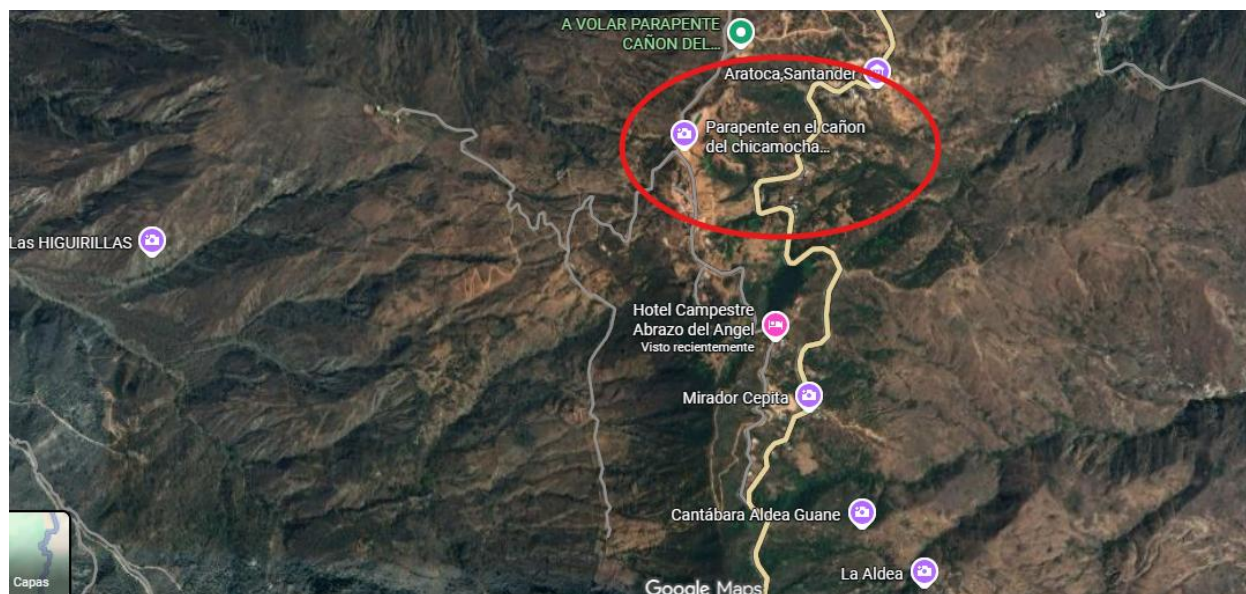 A VOLAR PARAPENTE
CAÑON DEL...
Aratoca,Santander
Parapente en el cañon
del chicamocha...
Las HIGUIRILLAS
Hotel Campestre
Abrazo del Angel
Visto recientemente
Mirador Cepita
Cantábara Aldea Guane
La Aldea
Capas
Google Maps